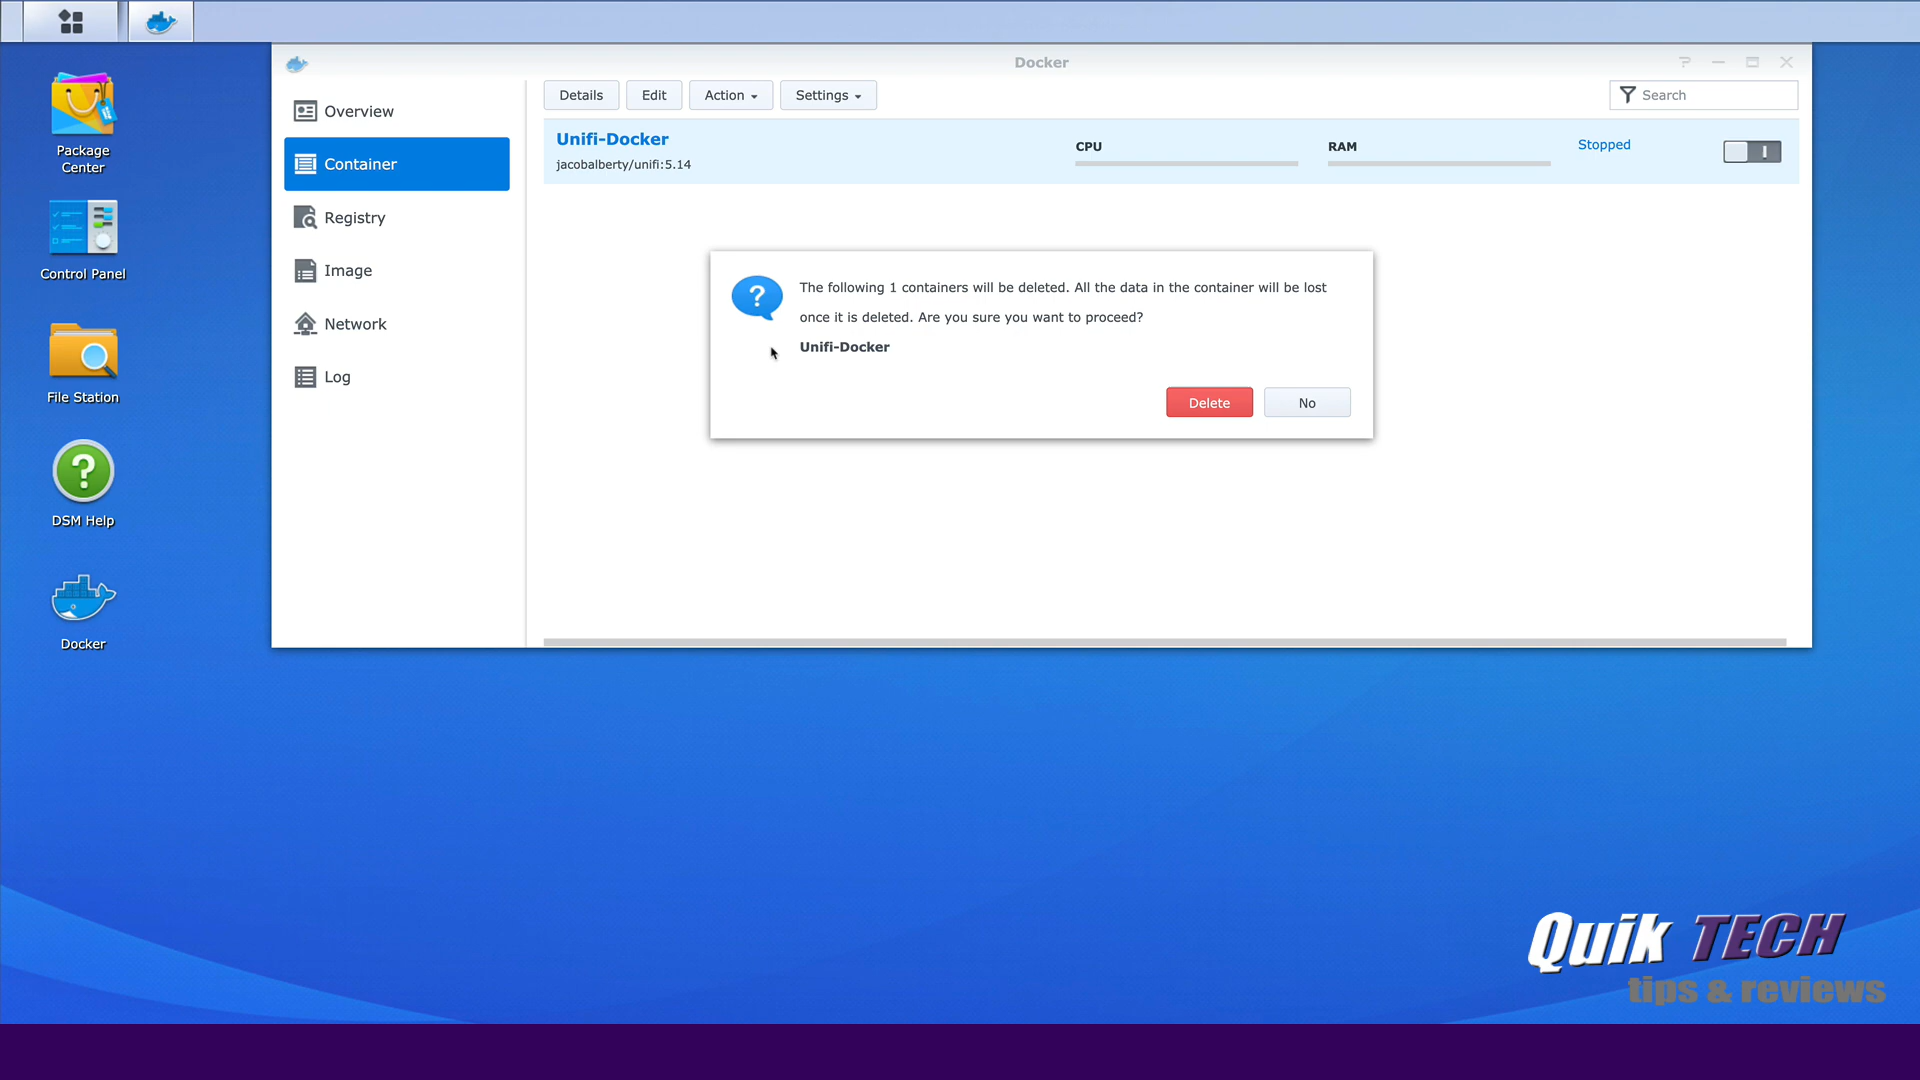 Docker
Package
Center
Control Panel
File Station
DSM Help
Docker
Overview
Container
Registry
Image
Network
Log
Details
Edit
Action
Settings
Search
Unifi-Docker
jacobalberty/unifi:5.14
CPU
RAM
Stopped
The following 1 containers will be deleted. All the data in the container will be lost
once it is deleted. Are you sure you want to proceed?
Unifi-Docker
Delete
No
Quik TECH
tips & reviews